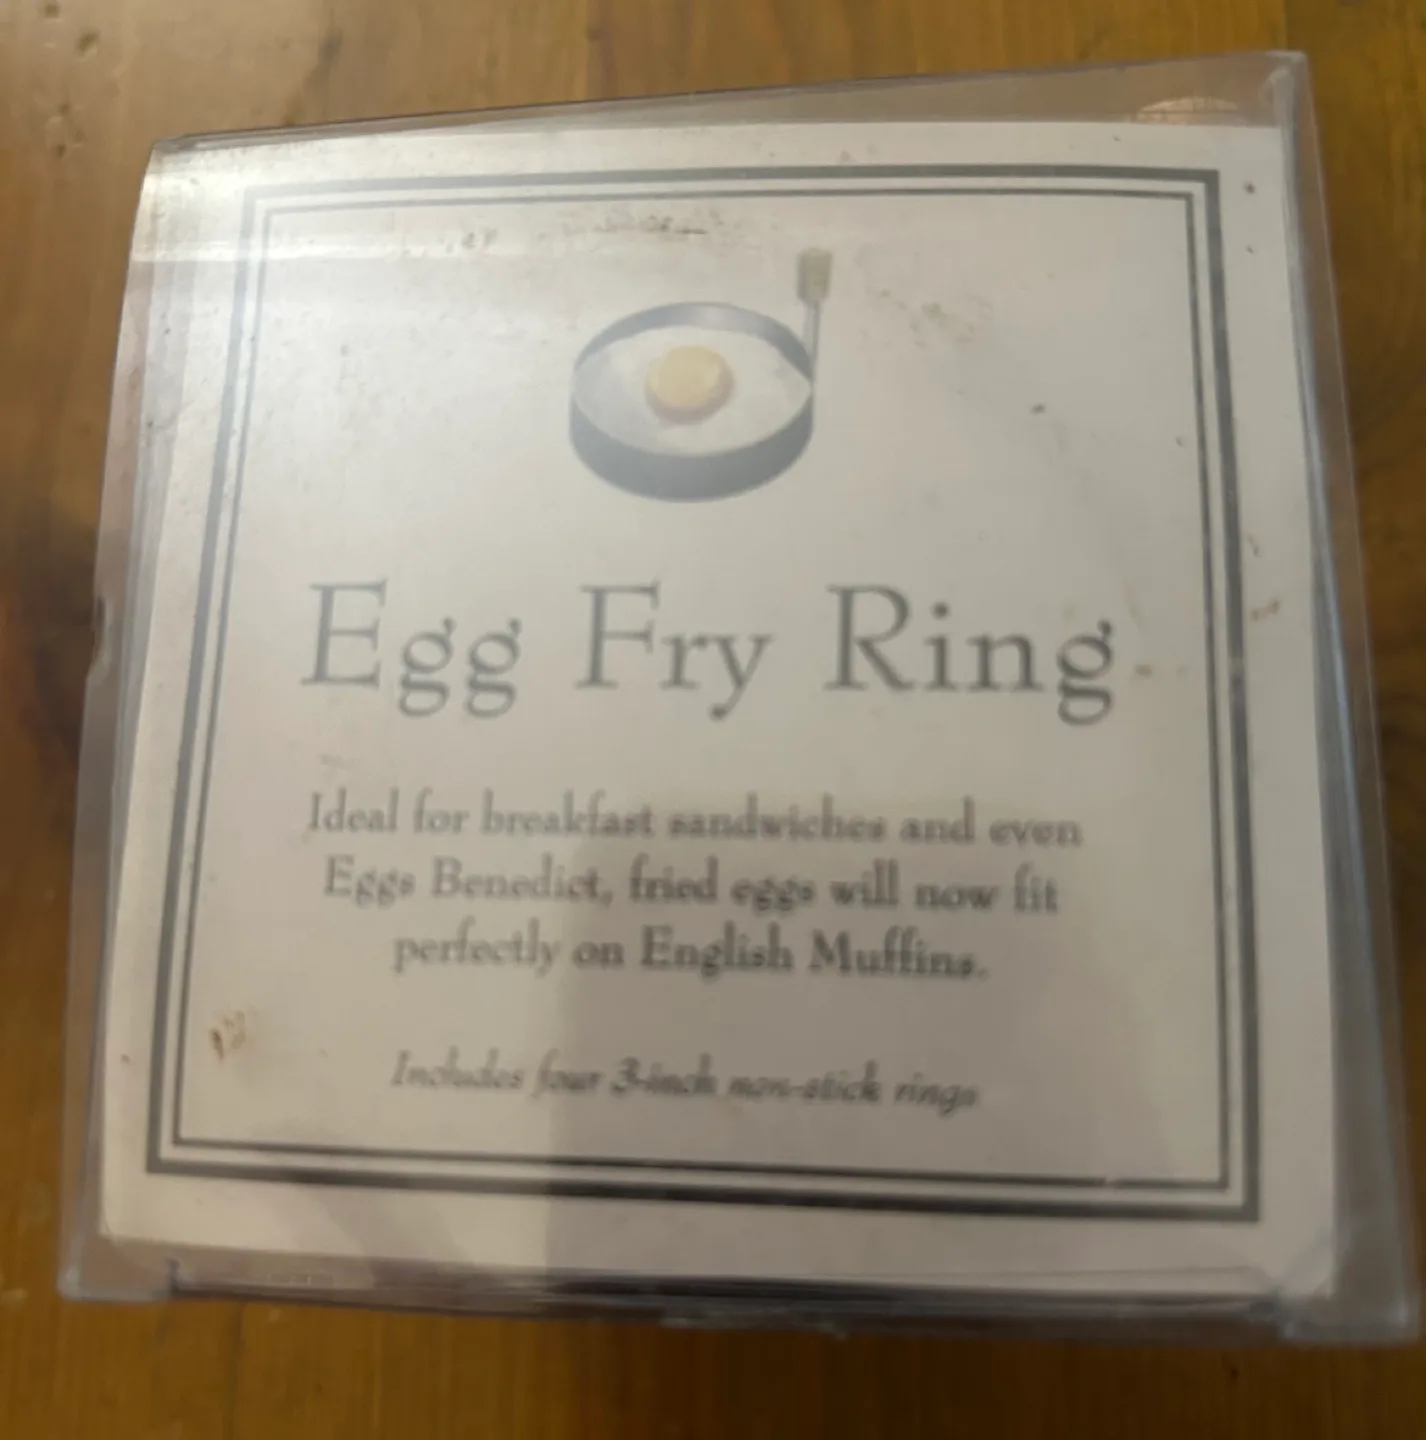 Egg Fry Ring
Ideal for breakfast sandwiches and even
Eggs Benedict, fried eggs will now fit
perfectly on English Muffins.
Includes four 3-inch non-stick rings